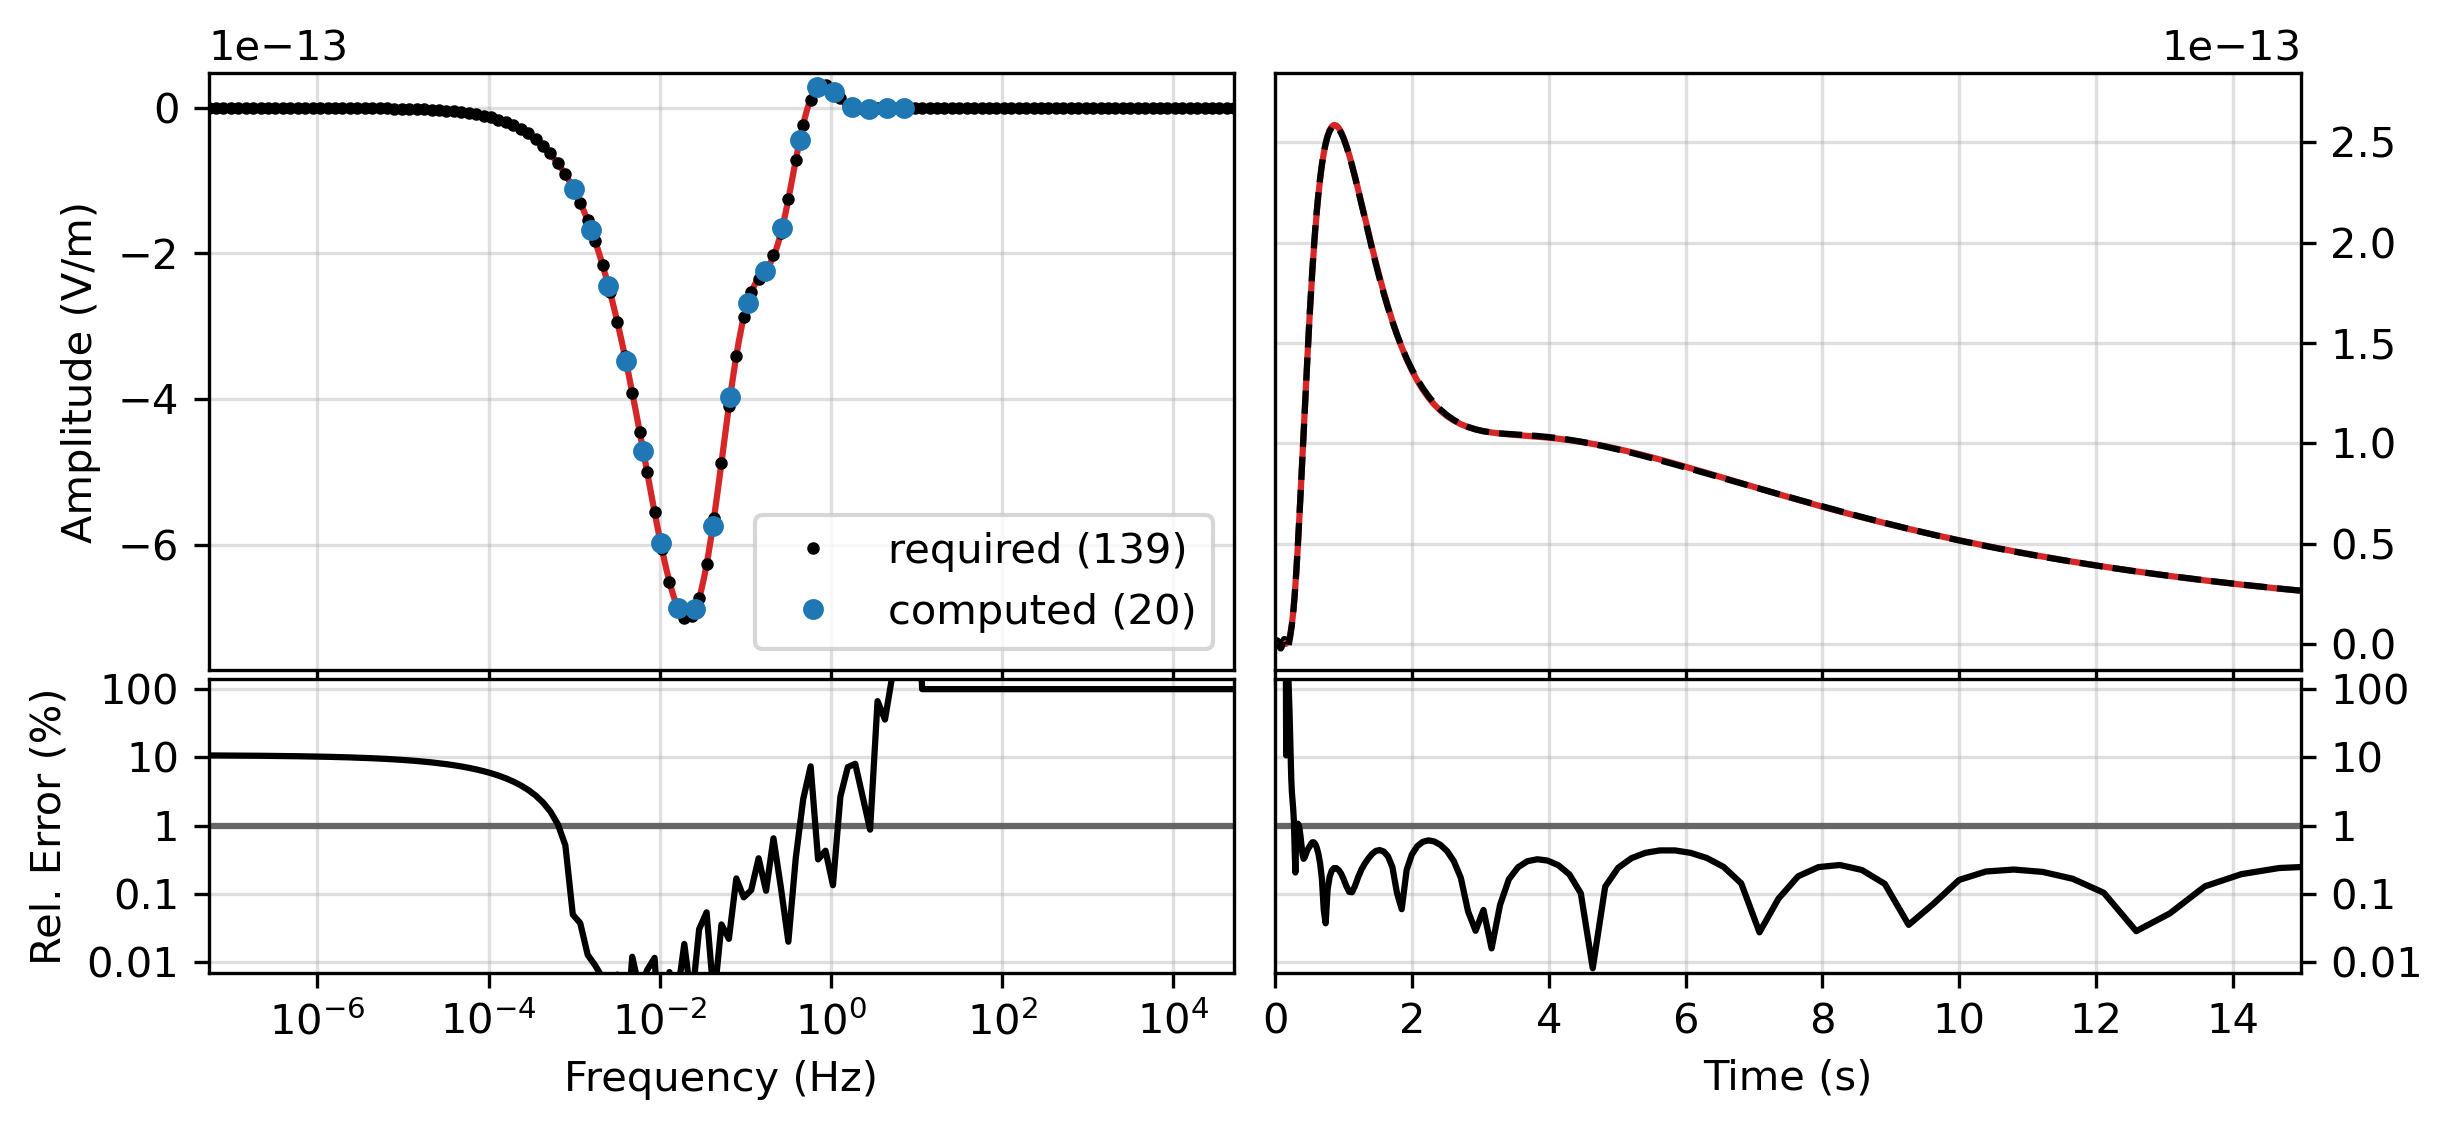 1e−13
1e−13
Amplitude (V/m)
0
−2
−4
−6
required (139)
computed (20)
2.5
2.0
1.5
1.0
0.5
0.0
Rel. Error (%)
100
10
1
0.1
0.01
100
10
1
0.1
0.01
10⁻⁶ 10⁻⁴ 10⁻² 10⁰ 10² 10⁴
Frequency (Hz)
0 2 4 6 8 10 12 14
Time (s)